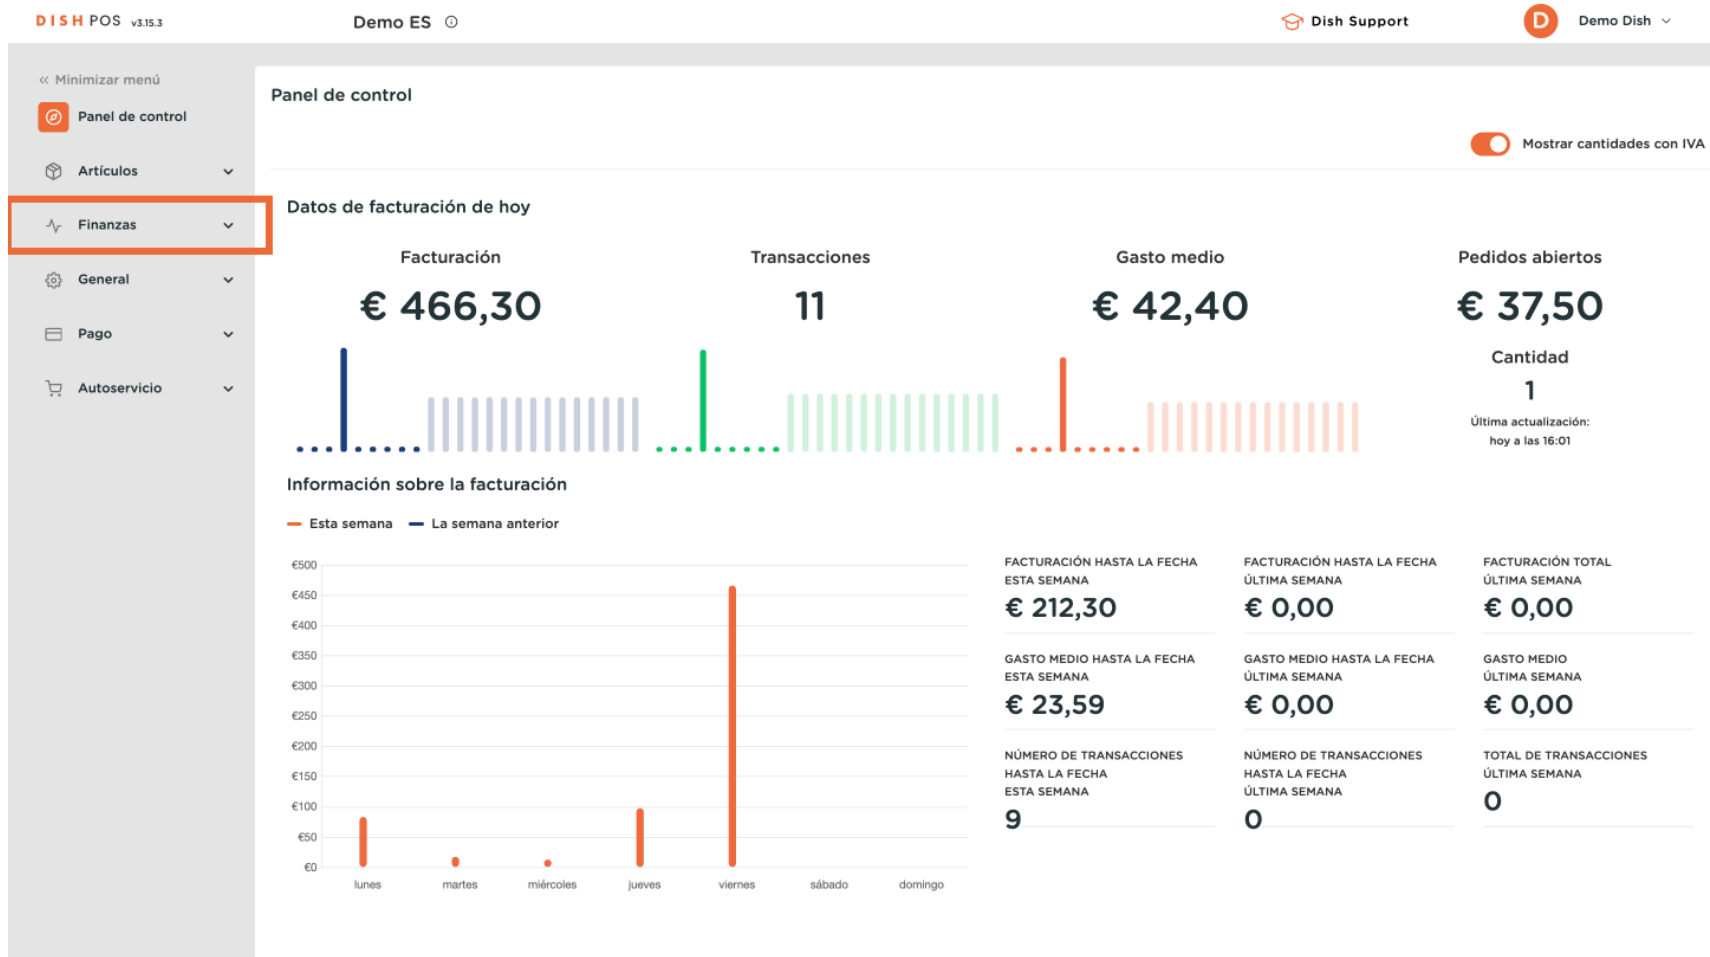 DISH POS v3.15.3
Demo ES
Dish Support
D
Demo Dish
Minimizar menú
Panel de control
Artículos
Finanzas
General
Pago
Autoservicio
Panel de control
Mostrar cantidades con IVA
Datos de facturación de hoy
Facturación
€ 466,30
Transacciones
11
Gasto medio
€ 42,40
Pedidos abiertos
€ 37,50
Cantidad
1
Última actualización:
hoy a las 16:01
Información sobre la facturación
Esta semana
La semana anterior
€500
€450
€400
€350
€300
€250
€200
€150
€100
€50
€0
lunes
martes
miércoles
jueves
viernes
sábado
domingo
FACTURACIÓN HASTA LA FECHA
ESTA SEMANA
€ 212,30
FACTURACIÓN HASTA LA FECHA
ÚLTIMA SEMANA
€ 0,00
FACTURACIÓN TOTAL
ÚLTIMA SEMANA
€ 0,00
GASTO MEDIO HASTA LA FECHA
ESTA SEMANA
€ 23,59
GASTO MEDIO HASTA LA FECHA
ÚLTIMA SEMANA
€ 0,00
GASTO MEDIO
ÚLTIMA SEMANA
€ 0,00
NÚMERO DE TRANSACCIONES
HASTA LA FECHA
ESTA SEMANA
9
NÚMERO DE TRANSACCIONES
HASTA LA FECHA
ÚLTIMA SEMANA
0
TOTAL DE TRANSACCIONES
ÚLTIMA SEMANA
0